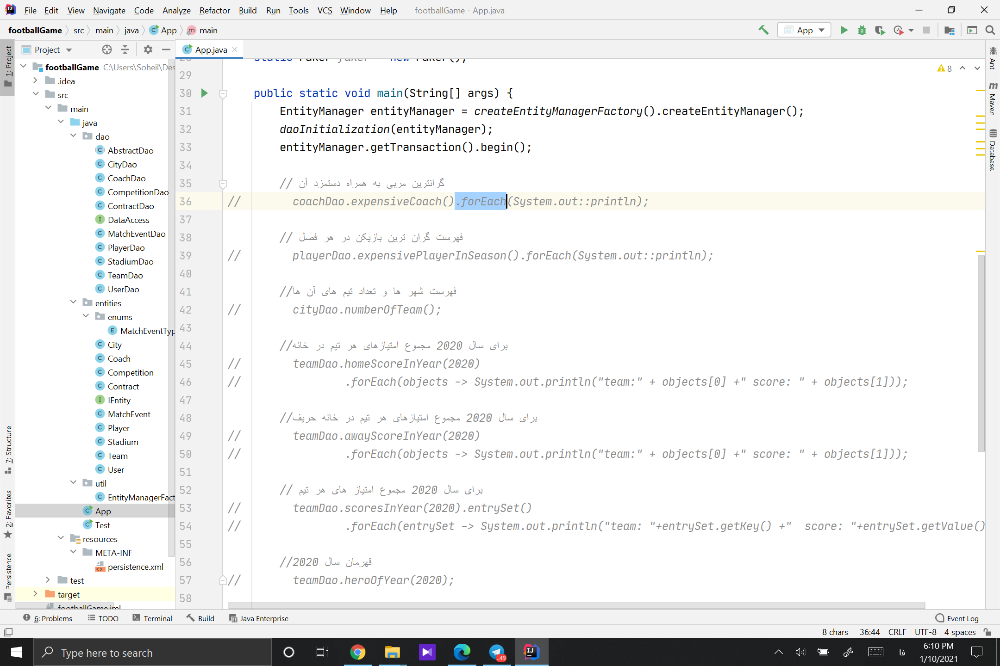 File Edit View Navigate Code Analyze Refactor Build Run Tools VCS Window Help footballGame - App.java
footballGame src main java App main
App
1: Project
Project
App.java
footballGame C:\Users\Soheil\Des
.idea
src
main
java
dao
AbstractDao
CityDao
CoachDao
CompetitionDao
ContractDao
DataAccess
MatchEventDao
PlayerDao
StadiumDao
TeamDao
UserDao
entities
enums
MatchEventTyp
City
Coach
Competition
Contract
IEntity
MatchEvent
Player
Stadium
Team
User
util
EntityManagerFact
App
Test
resources
META-INF
persistence.xml
test
target
footballGame.iml
7: Structure
2: Favorites
Persistence
28 static Faker faker = new Faker();
29
30 public static void main(String[] args) {
31 EntityManager entityManager = createEntityManagerFactory().createEntityManager();
32 daoInitialization(entityManager);
33 entityManager.getTransaction().begin();
34
35 // گرانترین مربی به همراه دستمزد آن
36 // coachDao.expensiveCoach().forEach(System.out::println);
37
38 // فهرست گران ترین بازیکن در هر فصل
39 // playerDao.expensivePlayerInSeason().forEach(System.out::println);
40
41 //فهرست شهر ها و تعداد تیم های آن ها
42 // cityDao.numberOfTeam();
43
44 //برای سال 2020 مجموع امتیازهای هر تیم در خانه
45 // teamDao.homeScoreInYear(2020)
46 // .forEach(objects -> System.out.println("team:" + objects[0] +" score: " + objects[1]));
47
48 //برای سال 2020 مجموع امتیازهای هر تیم در خانه حریف
49 // teamDao.awayScoreInYear(2020)
50 // .forEach(objects -> System.out.println("team:" + objects[0] +" score: " + objects[1]));
51
52 // برای سال 2020 مجموع امتیاز های هر تیم
53 // teamDao.scoresInYear(2020).entrySet()
54 // .forEach(entrySet -> System.out.println("team: "+entrySet.getKey() +"  score: "+entrySet.getValue()
55
56 //قهرمان سال 2020
57 // teamDao.heroOfYear(2020);
58
8
Ant
Maven
Database
6: Problems TODO Terminal Build Java Enterprise Event Log
8 chars 36:44 CRLF UTF-8 4 spaces
Type here to search
..49
فا
6:10 PM
1/10/2021